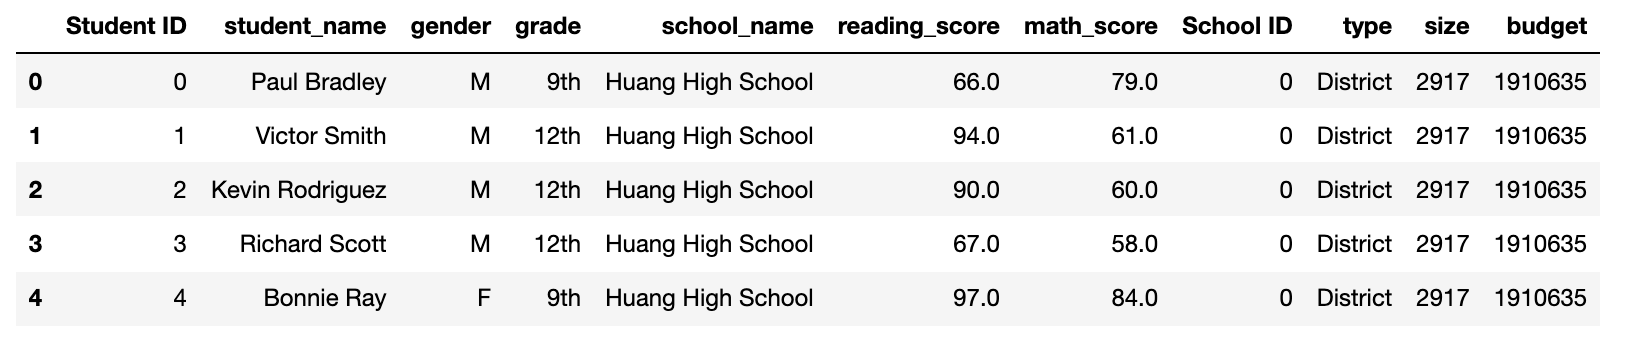 Student ID student_name gender grade school_name reading_score math_score School ID type size budget
0 0 Paul Bradley M 9th Huang High School 66.0 79.0 0 District 2917 1910635
1 1 Victor Smith M 12th Huang High School 94.0 61.0 0 District 2917 1910635
2 2 Kevin Rodriguez M 12th Huang High School 90.0 60.0 0 District 2917 1910635
3 3 Richard Scott M 12th Huang High School 67.0 58.0 0 District 2917 1910635
4 4 Bonnie Ray F 9th Huang High School 97.0 84.0 0 District 2917 1910635